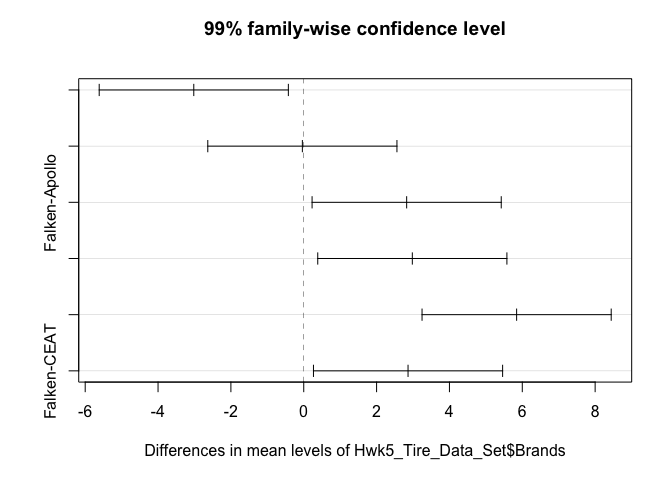 99% family-wise confidence level
Falken-Apollo
Falken-CEAT
-6 -4 -2 0 2 4 6 8
Differences in mean levels of Hwk5_Tire_Data_Set$Brands